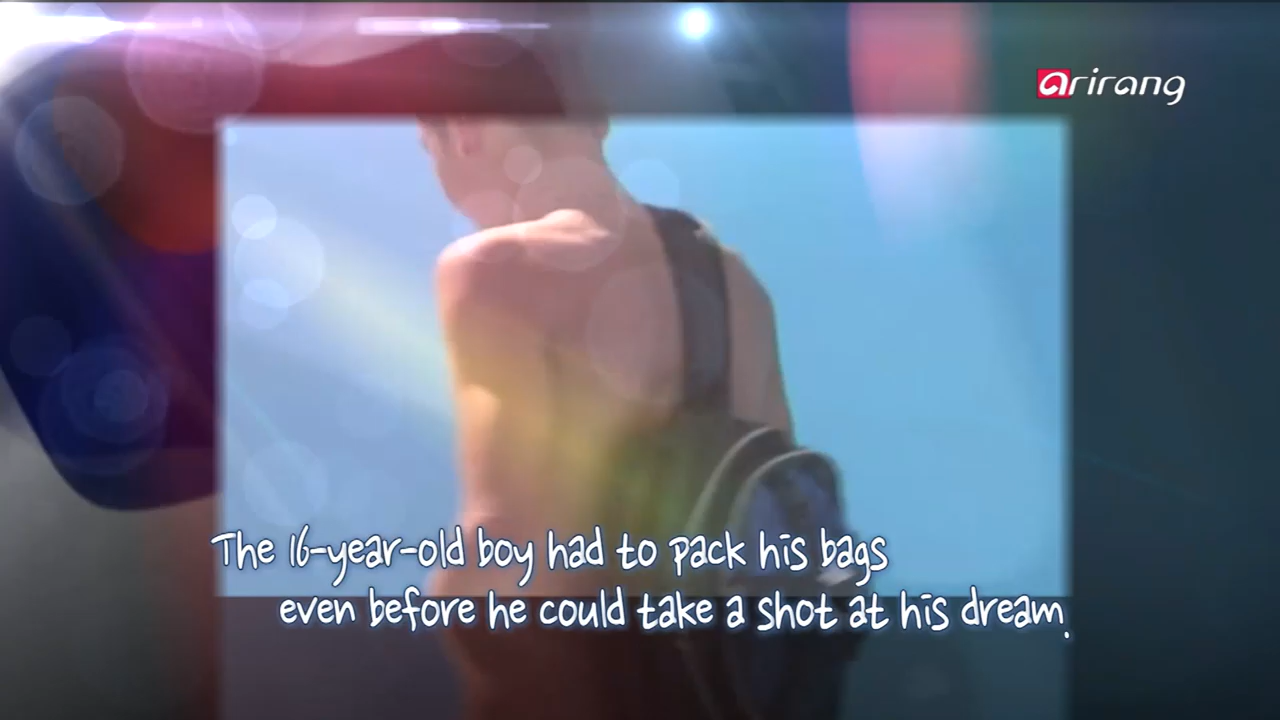 arirang
The 16-year-old boy had to pack his bags
even before he could take a shot at his dream.